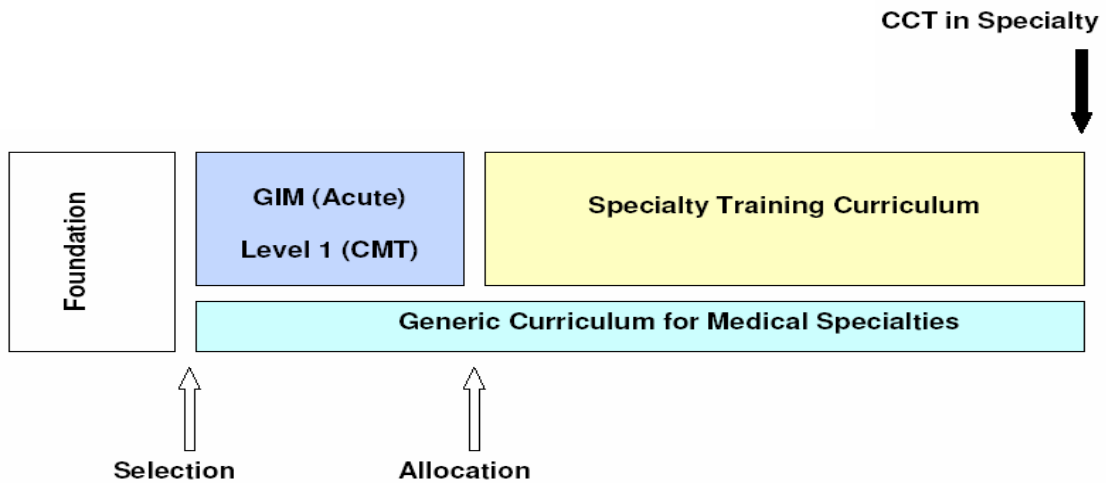 CCT in Specialty
Foundation
GIM (Acute)
Level 1 (CMT)
Specialty Training Curriculum
Generic Curriculum for Medical Specialties
Selection
Allocation